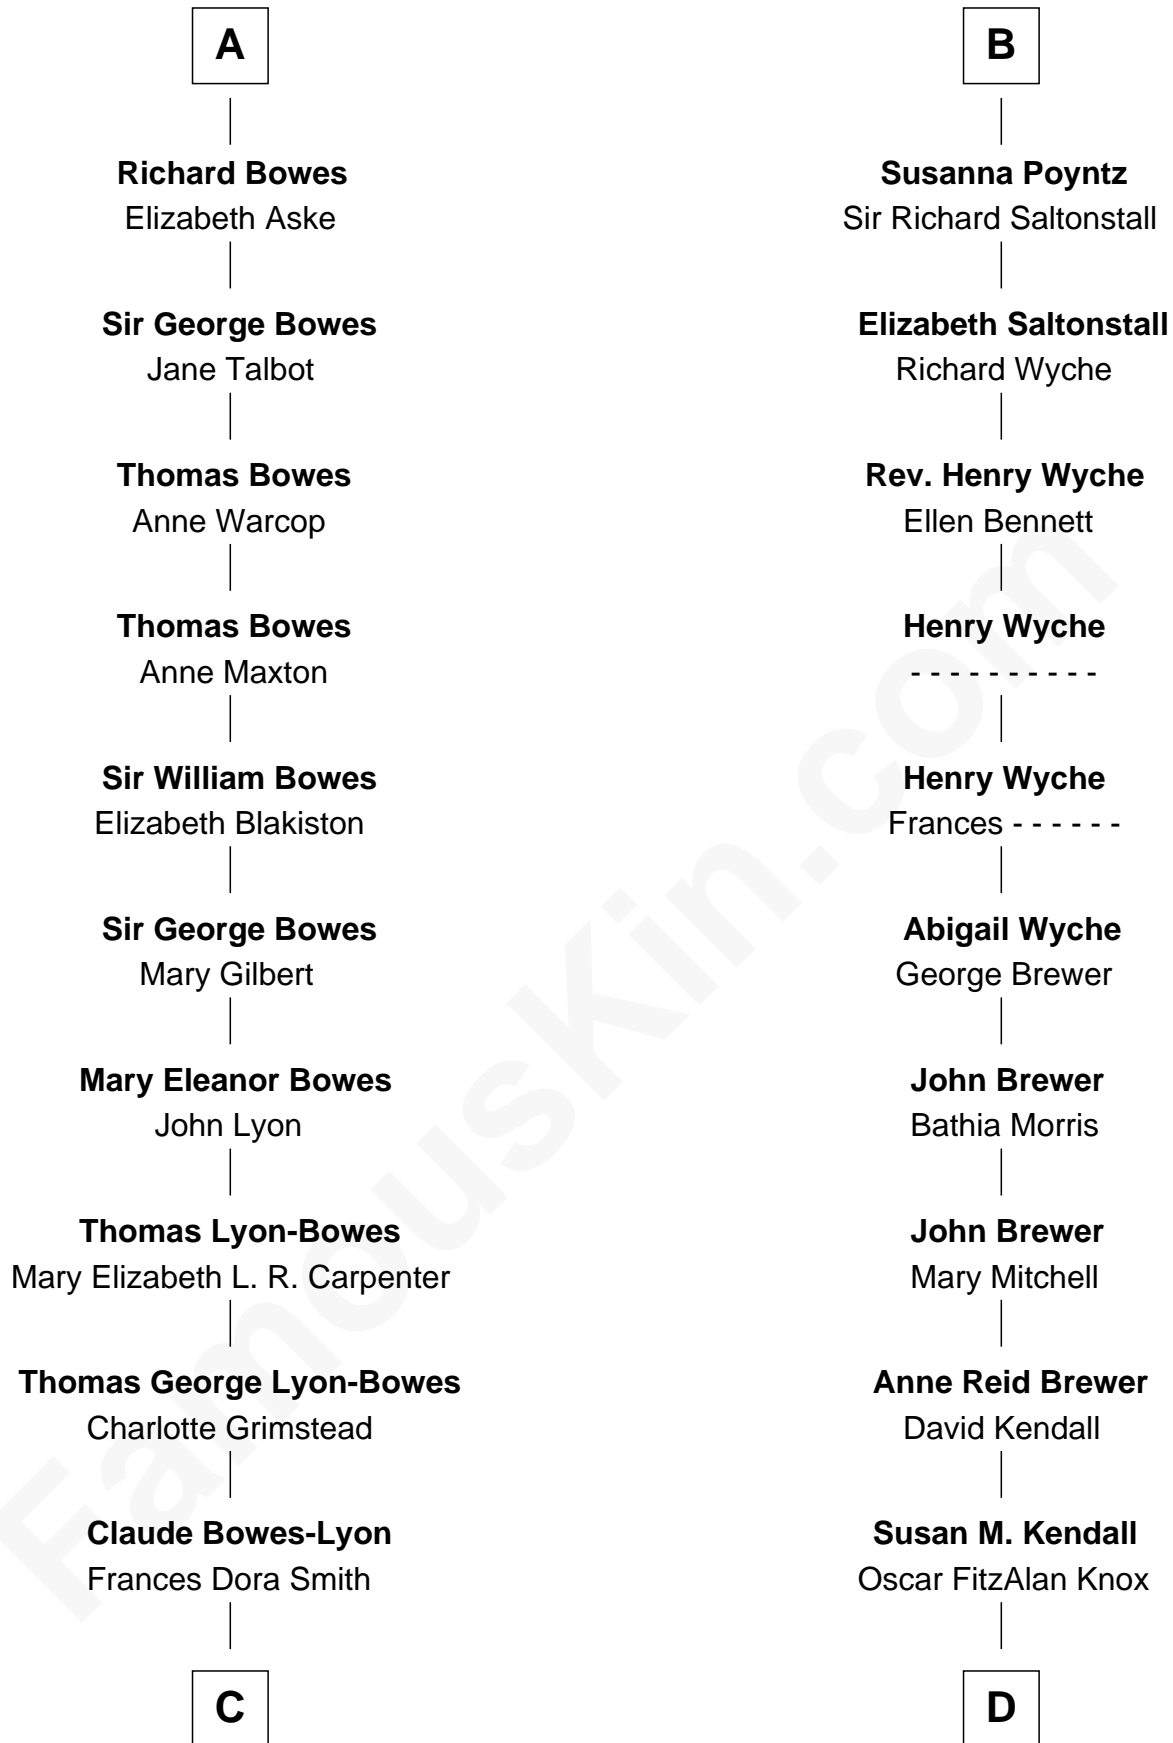 A
Richard Bowes
Elizabeth Aske
Sir George Bowes
Jane Talbot
Thomas Bowes
Anne Warcop
Thomas Bowes
Anne Maxton
Sir William Bowes
Elizabeth Blakiston
Sir George Bowes
Mary Gilbert
Mary Eleanor Bowes
John Lyon
Thomas Lyon-Bowes
Mary Elizabeth L. R. Carpenter
Thomas George Lyon-Bowes
Charlotte Grimstead
Claude Bowes-Lyon
Frances Dora Smith
C
B
Susanna Poyntz
Sir Richard Saltonstall
Elizabeth Saltonstall
Richard Wyche
Rev. Henry Wyche
Ellen Bennett
Henry Wyche
- - - - - - - - - -
Henry Wyche
Frances - - - - - -
Abigail Wyche
George Brewer
John Brewer
Bathia Morris
John Brewer
Mary Mitchell
Anne Reid Brewer
David Kendall
Susan M. Kendall
Oscar FitzAlan Knox
D
FamousKin.com